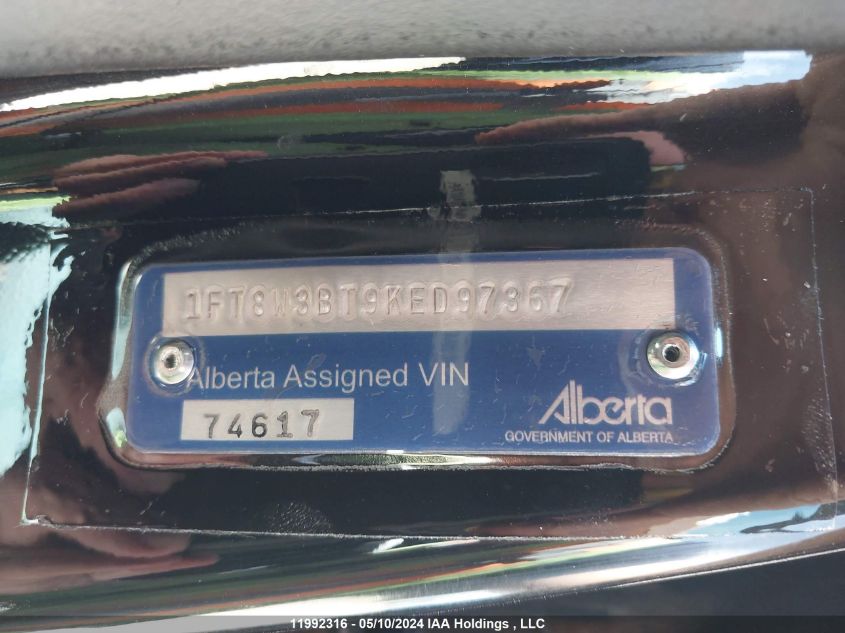 1FT8W3BT9KED97367
Alberta Assigned VIN
74617
Alberta
GOVERNMENT OF ALBERTA
11992316 - 05/10/2024 IAA Holdings , LLC